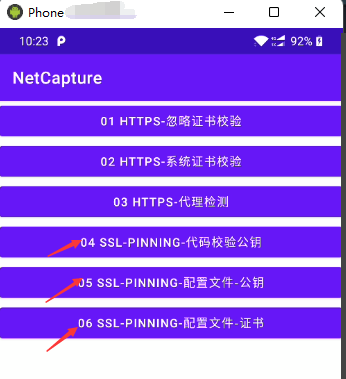 Phone
10:23 92%
NetCapture
01 HTTPS-忽略证书校验
02 HTTPS-系统证书校验
03 HTTPS-代理检测
04 SSL-PINNING-代码校验公钥
05 SSL-PINNING-配置文件-公钥
06 SSL-PINNING-配置文件-证书